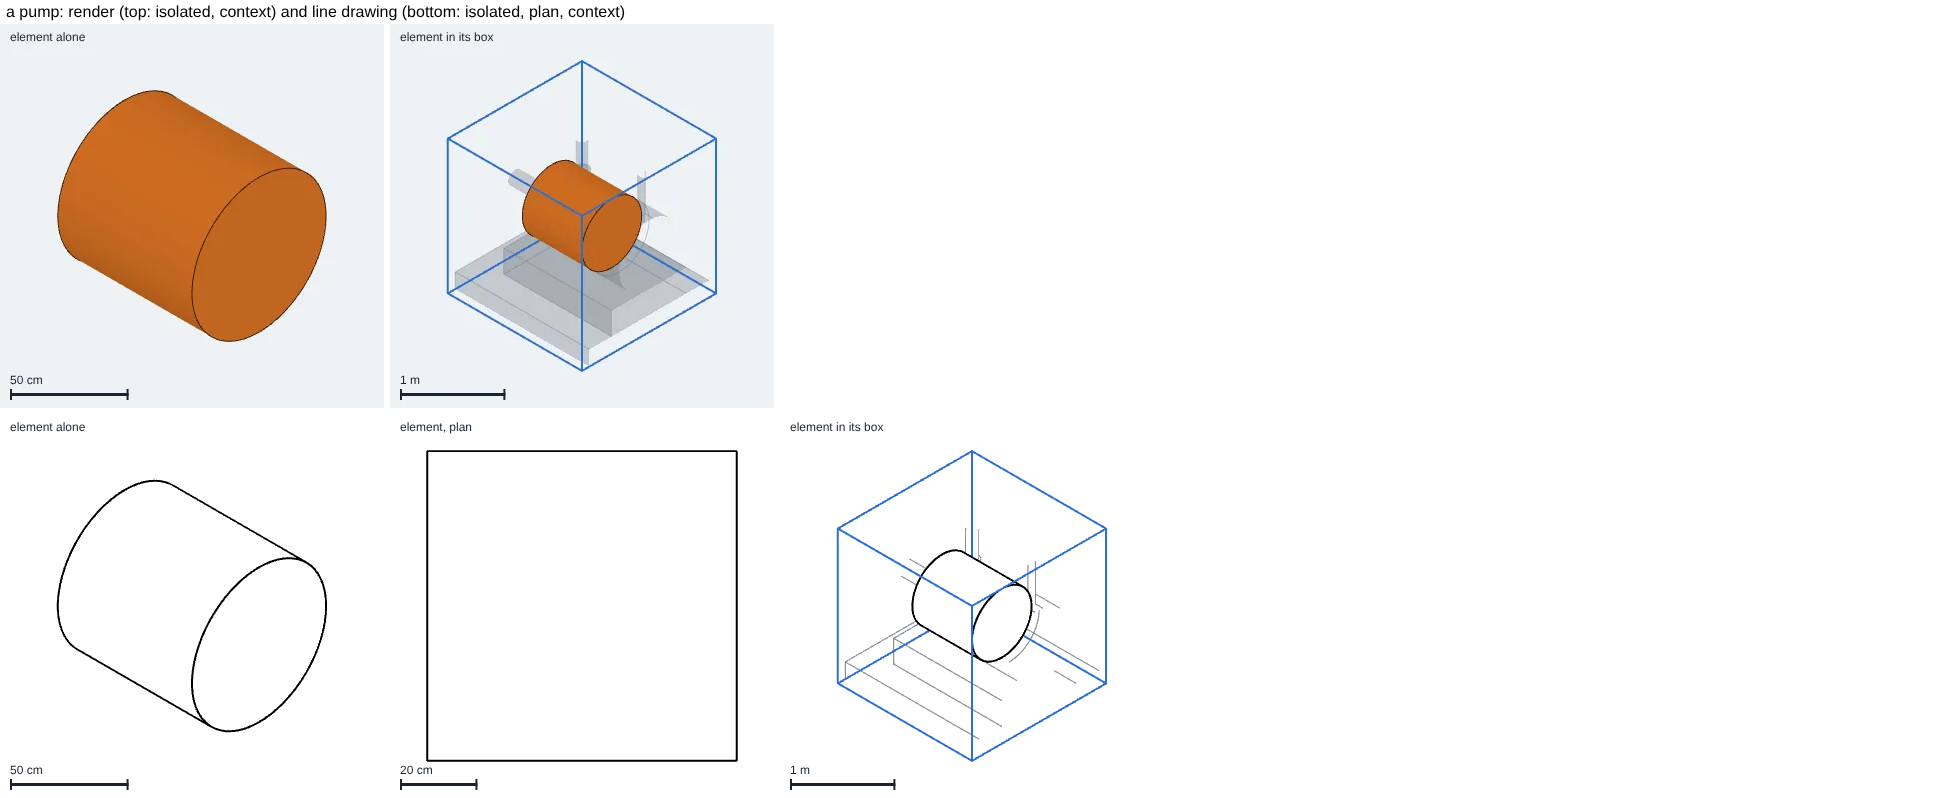 a pump: render (top: isolated, context) and line drawing (bottom: isolated, plan, context)
element alone
element in its box
50 cm
1 m
element alone
element, plan
element in its box
50 cm
20 cm
1 m